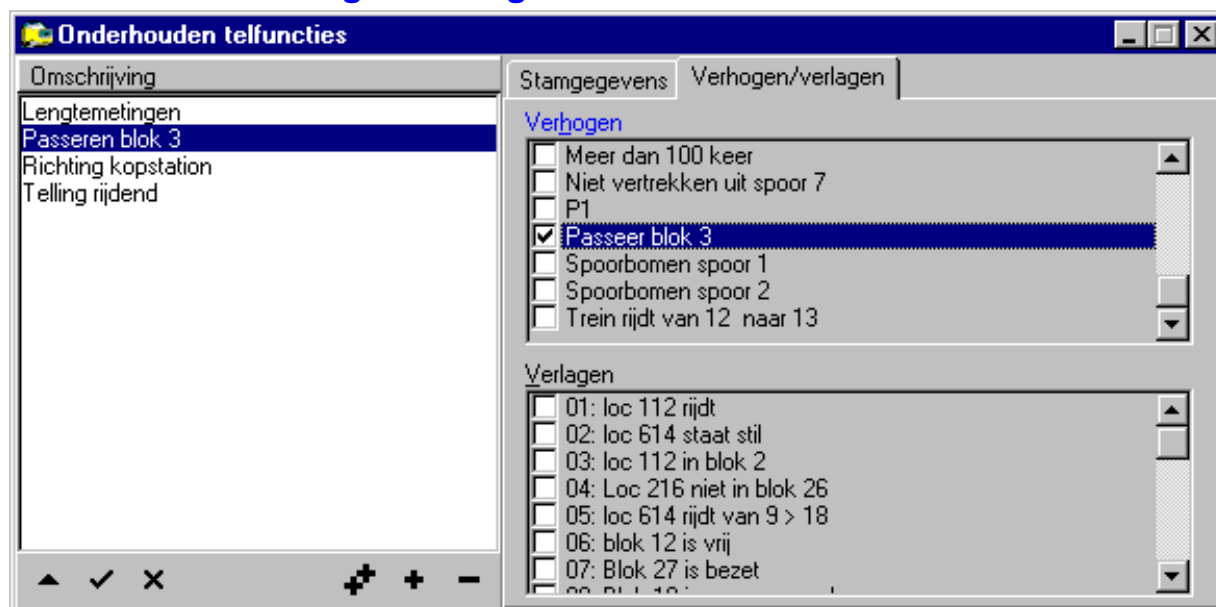 Onderhouden telfuncties
Omschrijving
Lengtemetingen
Passeren blok 3
Richting kopstation
Telling rijdend
Stamgegevens
Verhogen/verlagen
Verhogen
Meer dan 100 keer
Niet vertrekken uit spoor 7
P1
Passeer blok 3
Spoorbomen spoor 1
Spoorbomen spoor 2
Trein rijdt van 12 naar 13
Verlagen
01: loc 112 rijdt
02: loc 614 staat stil
03: loc 112 in blok 2
04: Loc 216 niet in blok 26
05: loc 614 rijdt van 9 > 18
06: blok 12 is vrij
07: Blok 27 is bezet